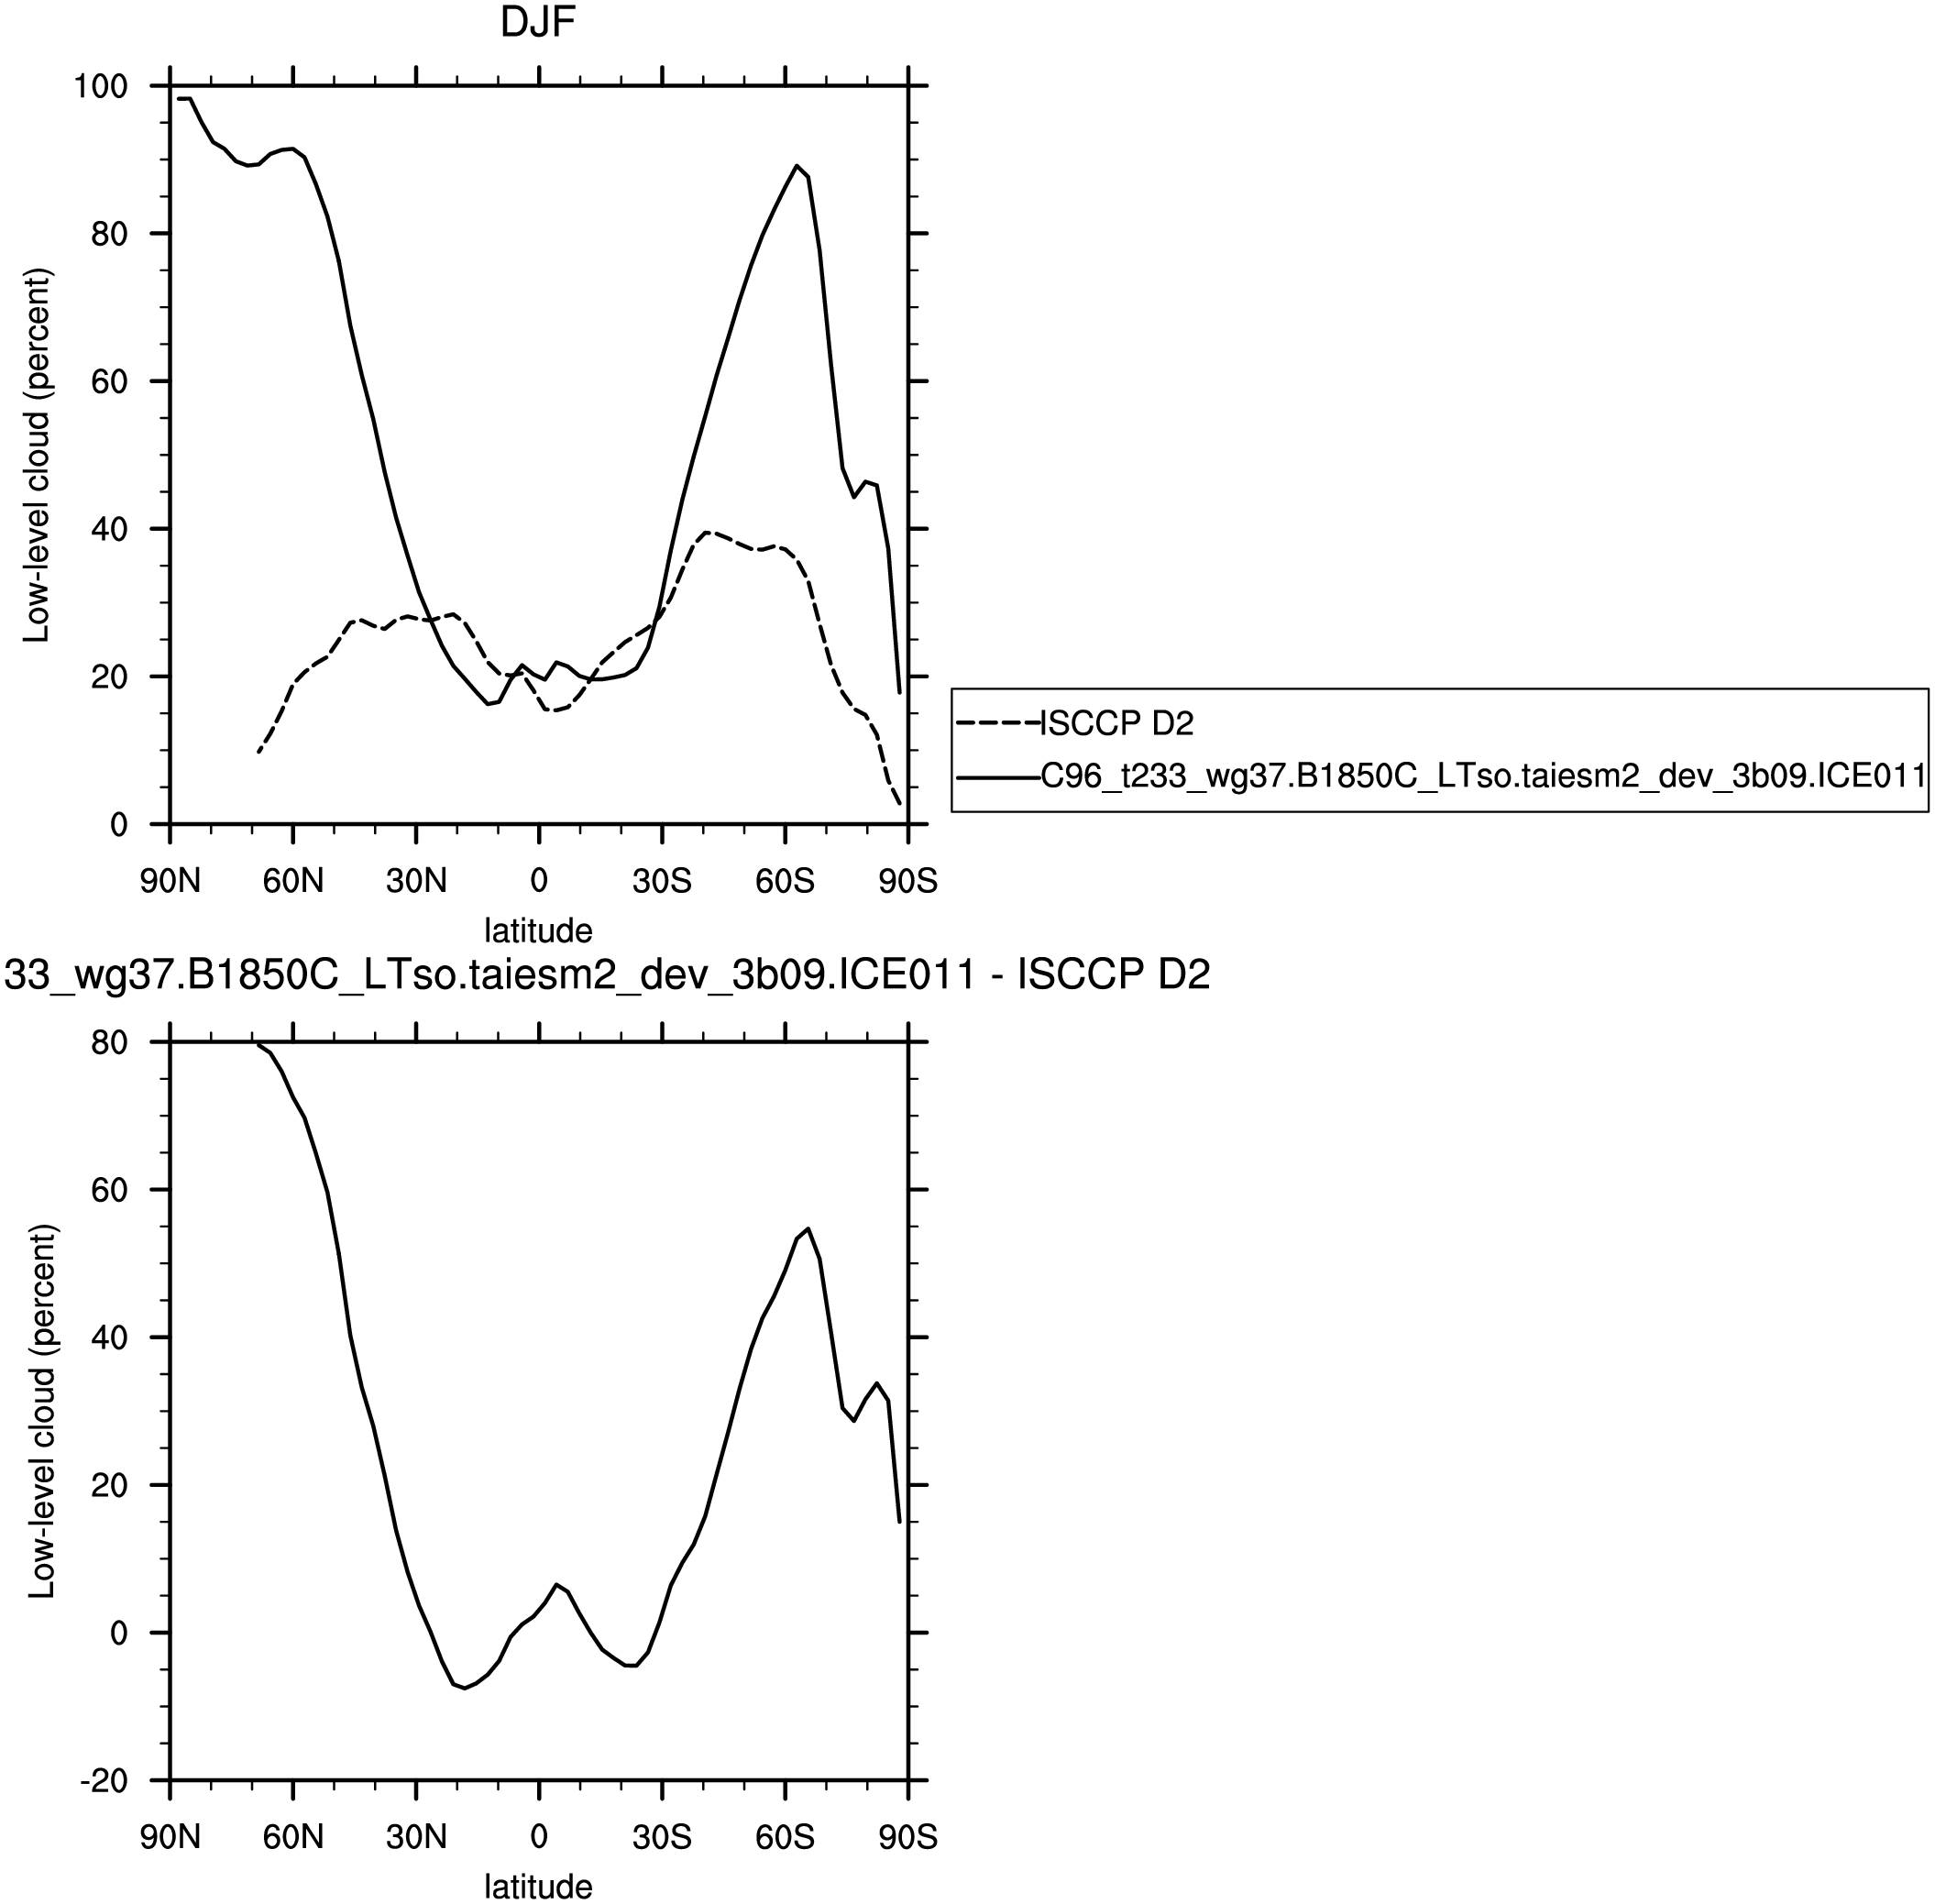 DJF
100
80
60
40
20
0
Low-level cloud (percent)
90N 60N 30N 0 30S 60S 90S
latitude
ISCCP D2
C96_t233_wg37.B1850C_LTso.taiesm2_dev_3b09.ICE011
33_wg37.B1850C_LTso.taiesm2_dev_3b09.ICE011 - ISCCP D2
80
60
40
20
0
-20
Low-level cloud (percent)
90N 60N 30N 0 30S 60S 90S
latitude